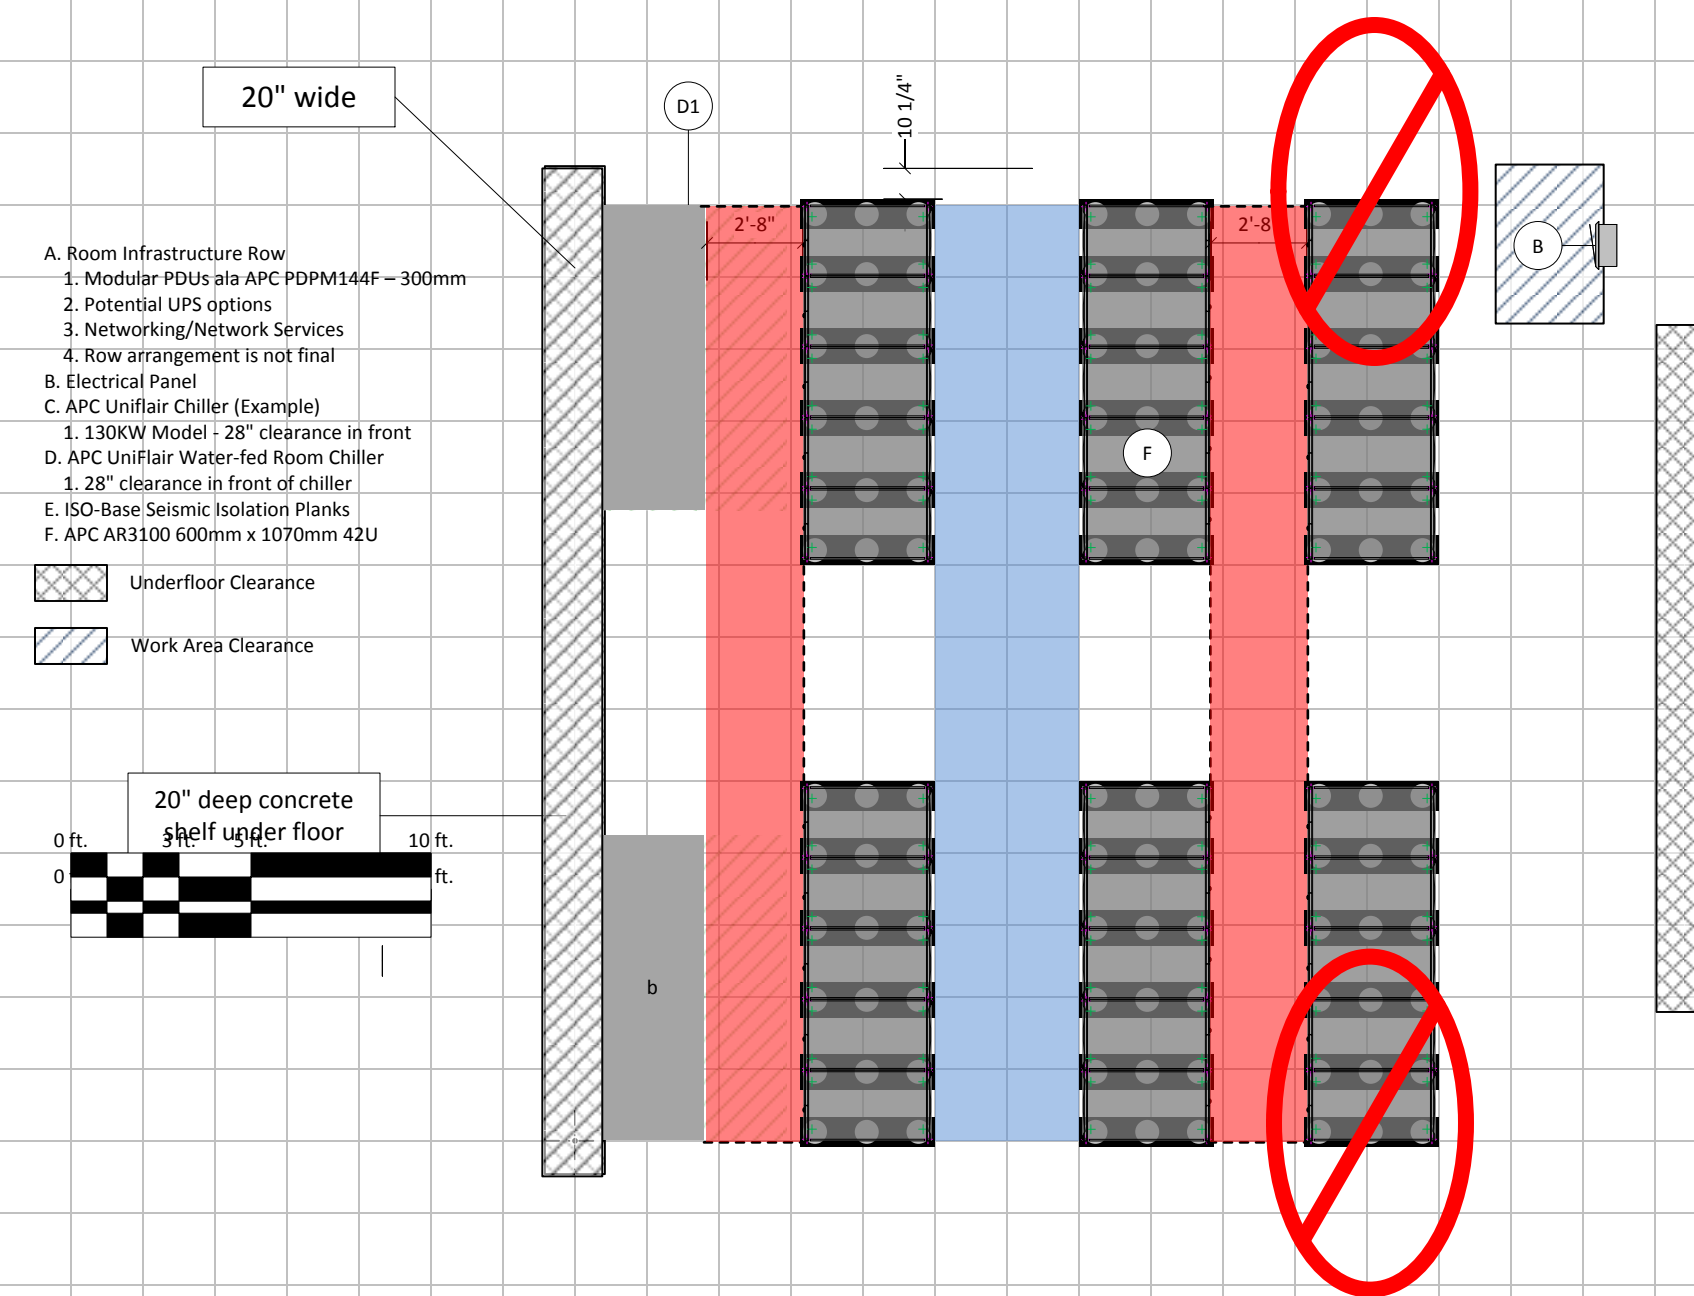 20" wide
D1
10 1/4"
2'-8"
2'-8
B
A. Room Infrastructure Row
1. Modular PDUs ala APC PDPM144F – 300mm
2. Potential UPS options
3. Networking/Network Services
4. Row arrangement is not final
B. Electrical Panel
C. APC Uniflair Chiller (Example)
1. 130KW Model - 28" clearance in front
D. APC UniFlair Water-fed Room Chiller
1. 28" clearance in front of chiller
E. ISO-Base Seismic Isolation Planks
F. APC AR3100 600mm x 1070mm 42U
F
Underfloor Clearance
Work Area Clearance
20" deep concrete
shelf under floor
0 ft. 3 ft. 5 ft. 10 ft.
0 ft.
b